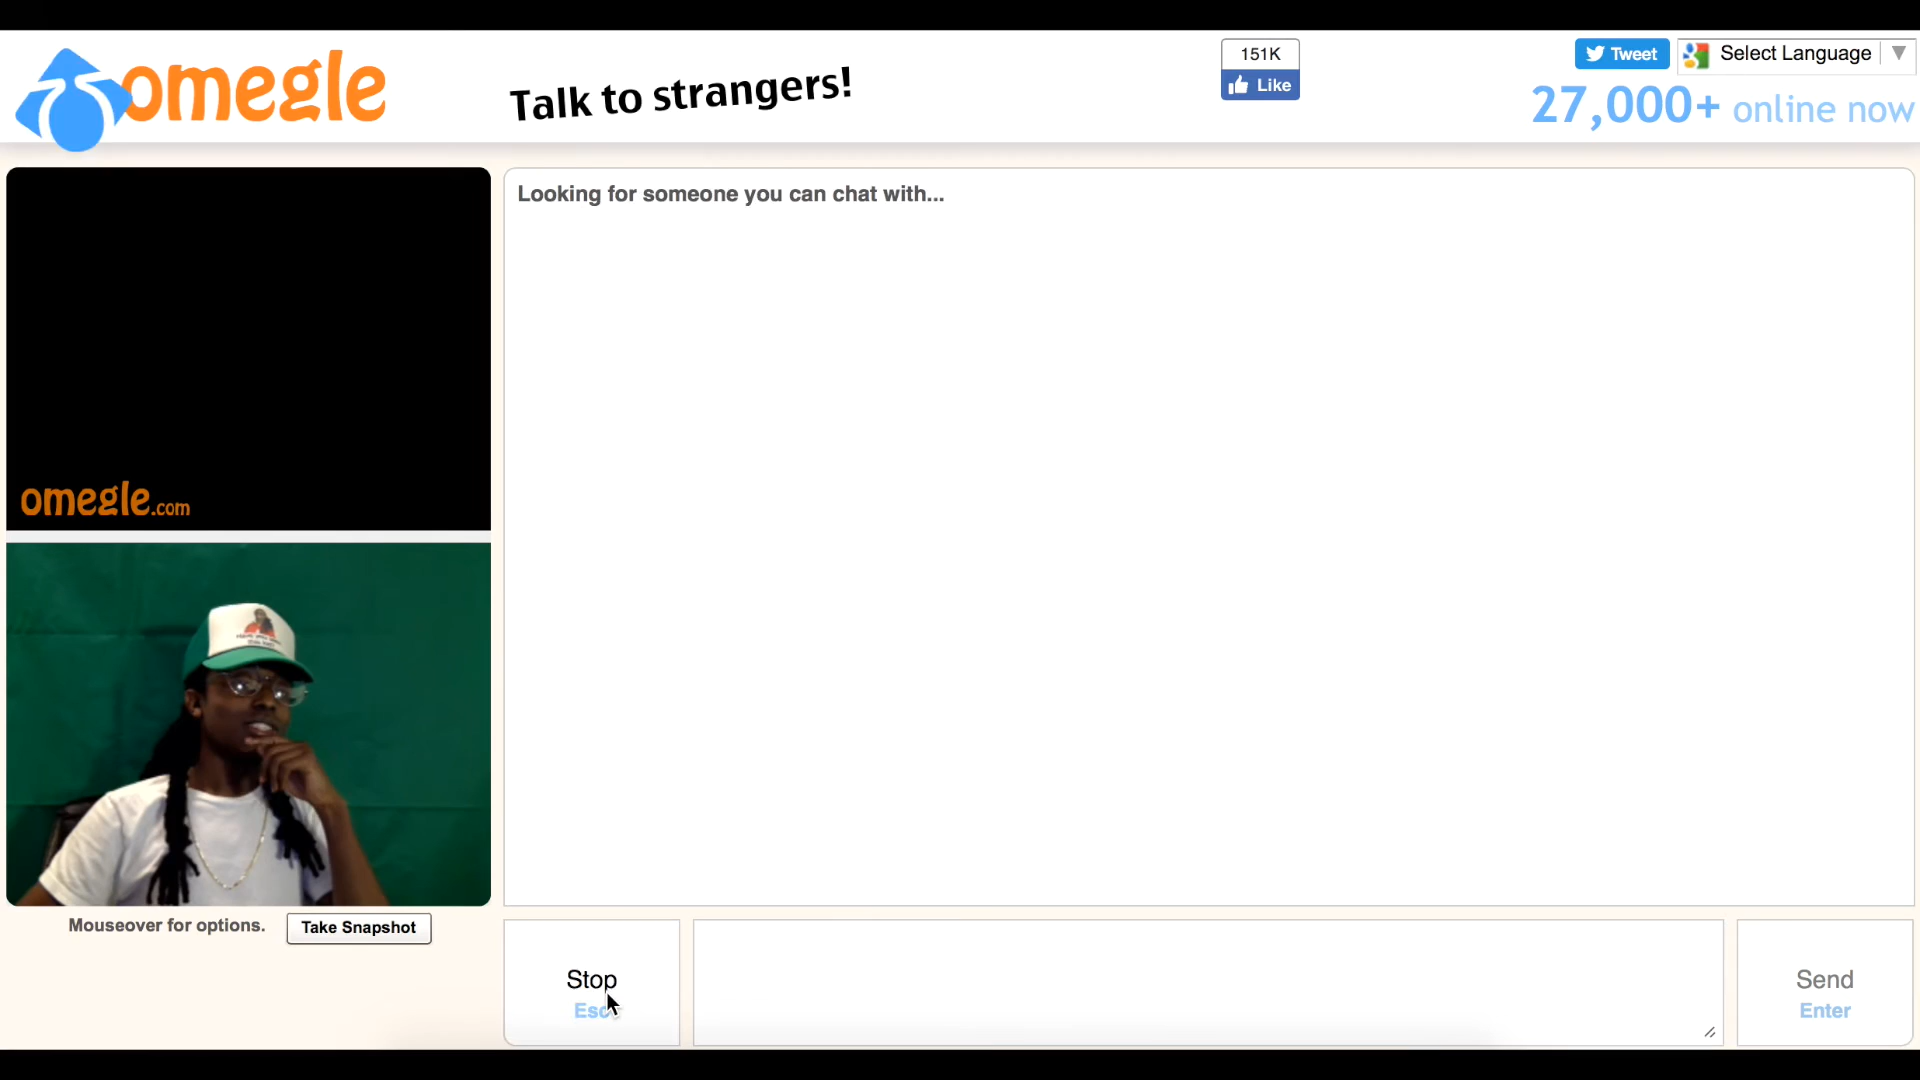 omegle
Talk to strangers!
151K
Like
Tweet
Select Language
27,000+ online now
Looking for someone you can chat with...
omegle.com
Mouseover for options.
Take Snapshot
Stop
Esc
Send
Enter